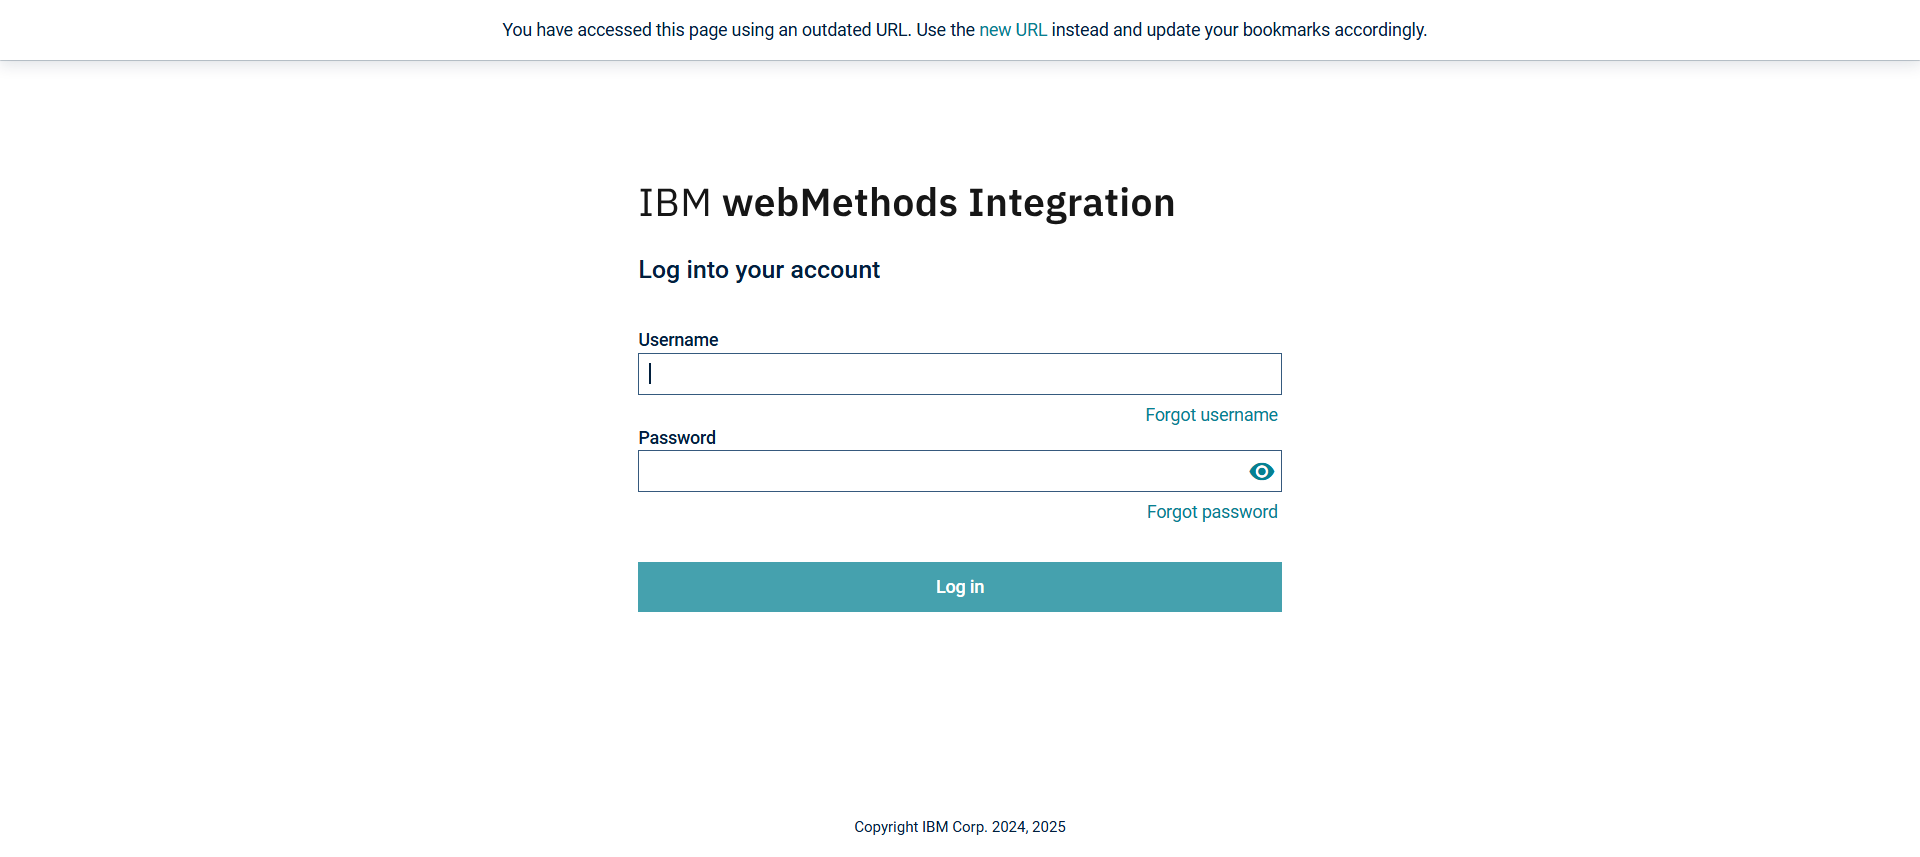 You have accessed this page using an outdated URL. Use the new URL instead and update your bookmarks accordingly.
IBM webMethods Integration
Log into your account
Username
Forgot username
Password
Forgot password
Log in
Copyright IBM Corp. 2024, 2025